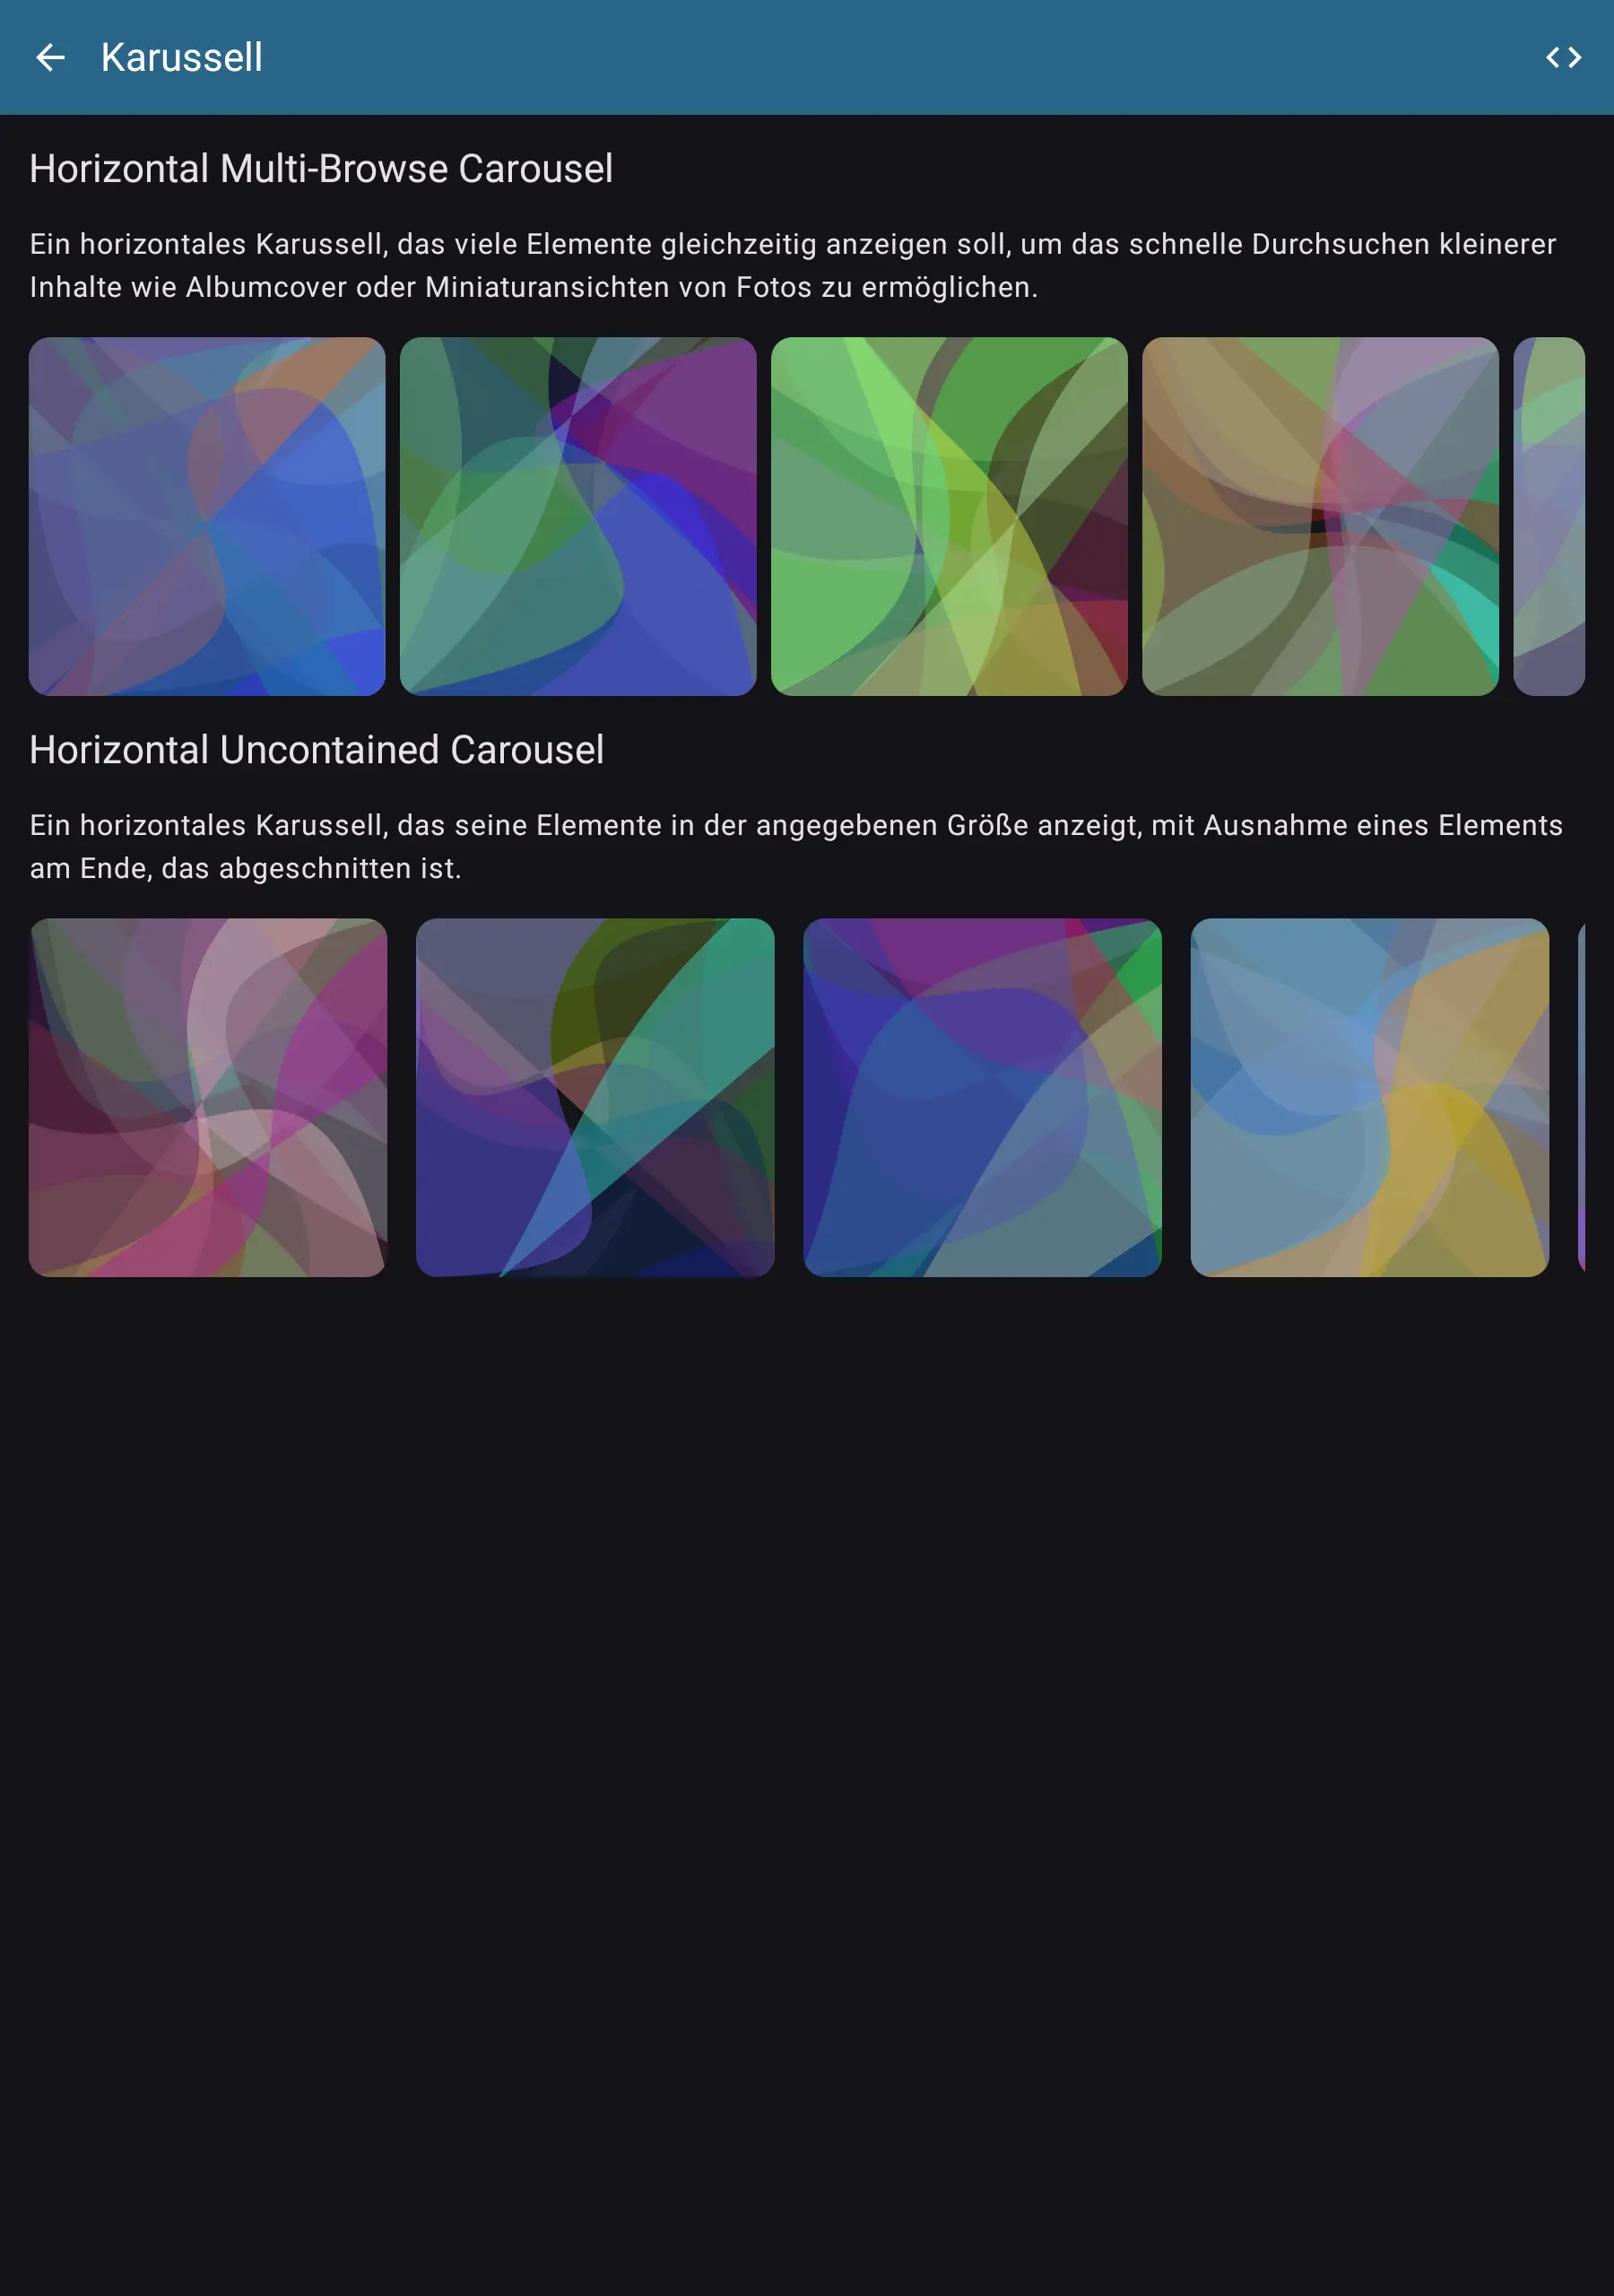 Karussell
Horizontal Multi-Browse Carousel
Ein horizontales Karussell, das viele Elemente gleichzeitig anzeigen soll, um das schnelle Durchsuchen kleinerer
Inhalte wie Albumcover oder Miniaturansichten von Fotos zu ermöglichen.
Horizontal Uncontained Carousel
Ein horizontales Karussell, das seine Elemente in der angegebenen Größe anzeigt, mit Ausnahme eines Elements
am Ende, das abgeschnitten ist.